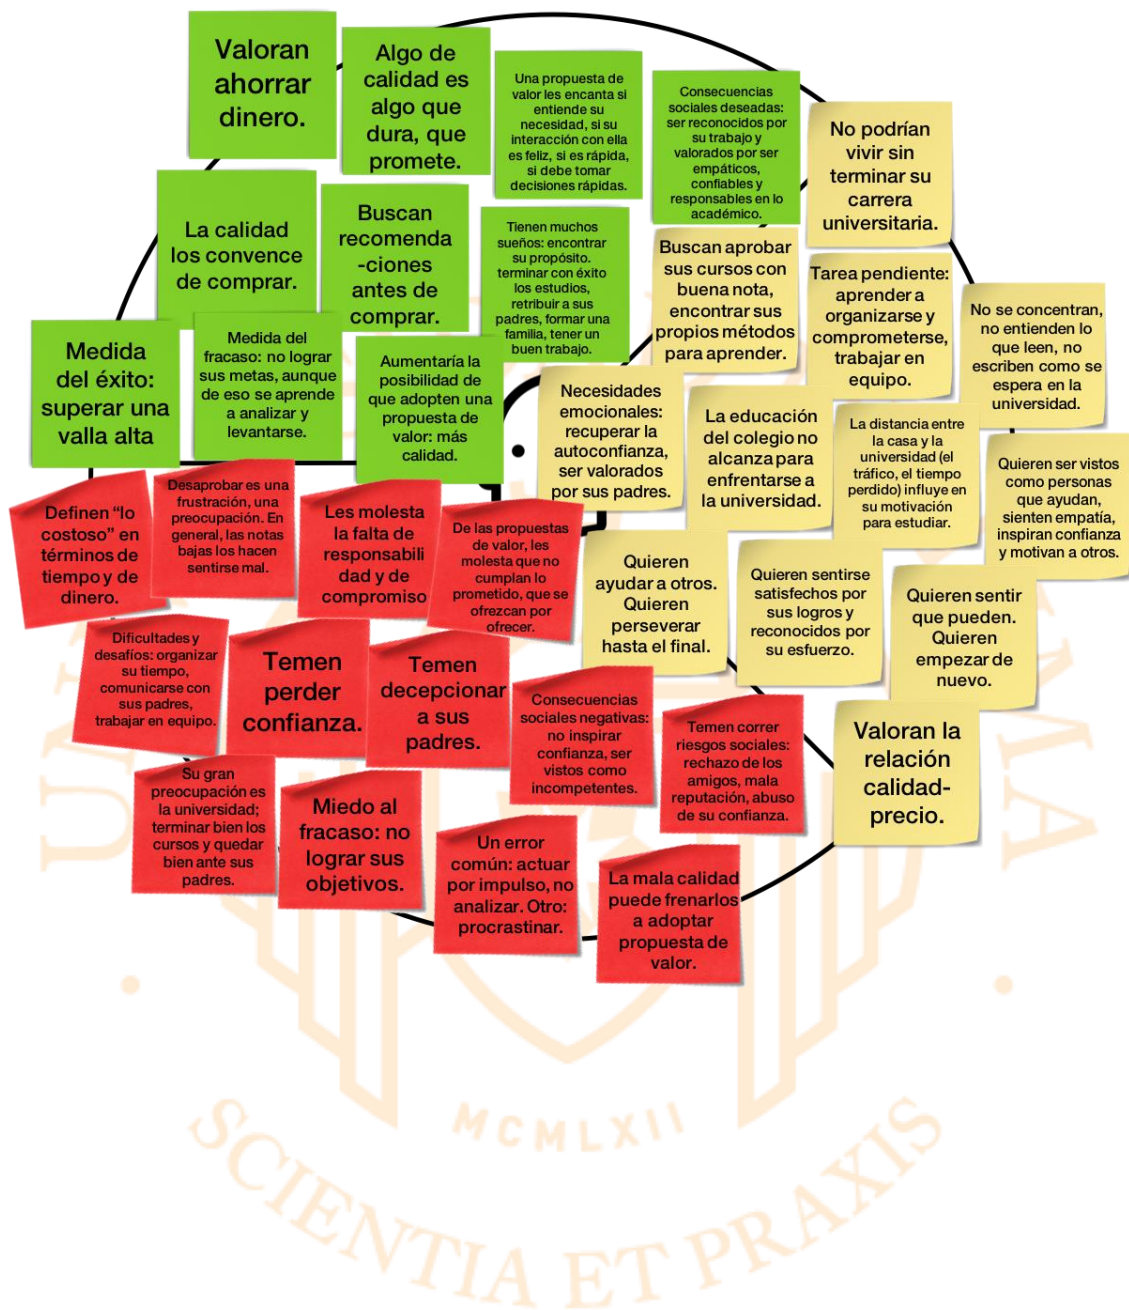 Valoran
ahorrar
dinero.
Algo de
calidad es
algo que
dura, que
promete.
Una propuesta de
valor les encanta si
entiende su
necesidad, si su
interacción con ella
es feliz, si es rápida,
si debe tomar
decisiones rápidas.
Consecuencias
sociales deseadas:
ser reconocidos por
su trabajo y
valorados por ser
empáticos,
confiables y
responsables en lo
académico.
No podrían
vivir sin
terminar su
carrera
universitaria.
La calidad
los convence
de comprar.
Buscan
recomenda
-ciones
antes de
comprar.
Tienen muchos
sueños: encontrar
su propósito.
terminar con éxito
los estudios,
retribuir a sus
padres, formar una
familia, tener un
buen trabajo.
Buscan aprobar
sus cursos con
buena nota,
encontrar sus
propios métodos
para aprender.
Tarea pendiente:
aprender a
organizarse y
comprometerse,
trabajar en
equipo.
No se concentran,
no entienden lo
que leen, no
escriben como se
espera en la
universidad.
Medida
del éxito:
superar una
valla alta
Medida del
fracaso: no lograr
sus metas, aunque
de eso se aprende
a analizar y
levantarse.
Aumentaría la
posibilidad de
que adopten una
propuesta de
valor: más
calidad.
Necesidades
emocionales:
recuperar la
autoconfianza,
ser valorados
por sus padres.
La educación
del colegio no
alcanza para
enfrentarse a
la universidad.
La distancia entre
la casa y la
universidad (el
tráfico, el tiempo
perdido) influye en
su motivación
para estudiar.
Quieren ser vistos
como personas
que ayudan,
sienten empatía,
inspiran confianza
y motivan a otros.
Definen “lo
costoso” en
términos de
tiempo y de
dinero.
Desaprobar es una
frustración, una
preocupación. En
general, las notas
bajas los hacen
sentirse mal.
Les molesta
la falta de
responsabili
dad y de
compromiso
De las propuestas
de valor, les
molesta que no
cumplan lo
prometido, que se
ofrezcan por
ofrecer.
Quieren
ayudar a otros.
Quieren
perseverar
hasta el final.
Quieren sentirse
satisfechos por
sus logros y
reconocidos por
su esfuerzo.
Quieren sentir
que pueden.
Quieren
empezar de
nuevo.
Dificultades y
desafíos: organizar
su tiempo,
comunicarse con
sus padres,
trabajar en equipo.
Temen
perder
confianza.
Temen
decepcionar
a sus
padres.
Consecuencias
sociales negativas:
no inspirar
confianza, ser
vistos como
incompetentes.
Temen correr
riesgos sociales:
rechazo de los
amigos, mala
reputación, abuso
de su confianza.
Valoran la
relación
calidad-
precio.
Su gran
preocupación es
la universidad;
terminar bien los
cursos y quedar
bien ante sus
padres.
Miedo al
fracaso: no
lograr sus
objetivos.
Un error
común: actuar
por impulso, no
analizar. Otro:
procrastinar.
La mala calidad
puede frenarlos
a adoptar
propuesta de
valor.
MCMLXII
SCIENTIA ET PRAXIS